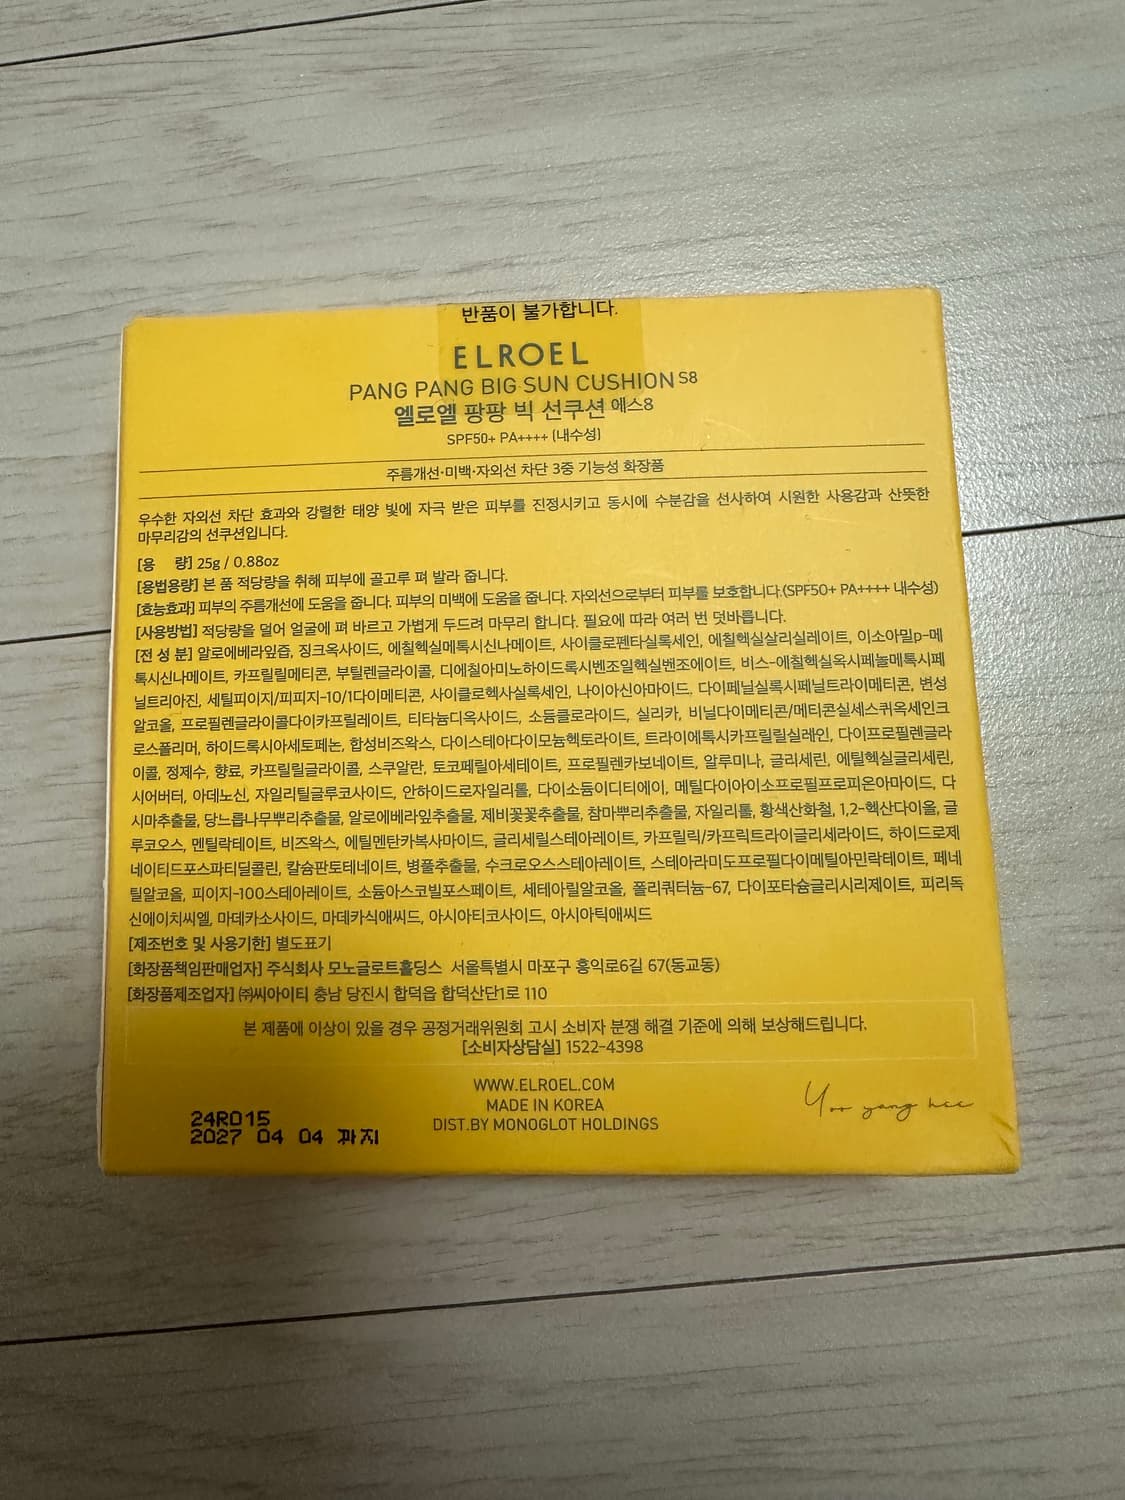 반품이 불가합니다.
ELROEL
PANG PANG BIG SUN CUSHION S8
엘로엘 팡팡 빅 선쿠션 에스8
SPF50+ PA++++ (내수성)
주름개선·미백·자외선 차단 3중 기능성 화장품
우수한 자외선 차단 효과와 강렬한 태양 빛에 자극 받은 피부를 진정시키고 동시에 수분감을 선사하여 시원한 사용감과 산뜻한
마무리감의 선쿠션입니다.
[용 량] 25g / 0.88oz
[용법용량] 본 품 적당량을 취해 피부에 골고루 펴 발라 줍니다.
[효능효과] 피부의 주름개선에 도움을 줍니다. 피부의 미백에 도움을 줍니다. 자외선으로부터 피부를 보호합니다.(SPF50+ PA++++ 내수성)
[사용방법] 적당량을 덜어 얼굴에 펴 바르고 가볍게 두드려 마무리 합니다. 필요에 따라 여러 번 덧바릅니다.
[전 성 분] 알로에베라잎즙, 징크옥사이드, 에칠헥실메톡시신나메이트, 사이클로펜타실록세인, 에칠헥실살리실레이트, 이소아밀p-메
톡시신나메이트, 카프릴릴메티콘, 부틸렌글라이콜, 디에칠아미노하이드록시벤조일헥실벤조에이트, 비스-에칠헥실옥시페놀메톡시페
닐트리아진, 세틸피이지/피피지-10/1다이메티콘, 사이클로헥사실록세인, 나이아신아마이드, 다이페닐실록시페닐트라이메티콘, 변성
알코올, 프로필렌글라이콜다이카프릴레이트, 티타늄디옥사이드, 소듐클로라이드, 실리카, 비닐다이메티콘/메티콘실세스퀴옥세인크
로스폴리머, 하이드록시아세토페논, 합성비즈왁스, 다이스테아다이모늄헥토라이트, 트라이에톡시카프릴릴실레인, 다이프로필렌글라
이콜, 정제수, 향료, 카프릴릴글라이콜, 스쿠알란, 토코페릴아세테이트, 프로필렌카보네이트, 알루미나, 글리세린, 에틸헥실글리세린,
시어버터, 아데노신, 자일리틸글루코사이드, 안하이드로자일리톨, 다이소듐이디티에이, 메틸다이아이소프로필프로피온아마이드, 다
시마추출물, 당느릅나무뿌리추출물, 알로에베라잎추출물, 제비꽃꽃추출물, 참마뿌리추출물, 자일리톨, 황색산화철, 1,2-헥산다이올, 글
루코오스, 멘틸락테이트, 비즈왁스, 에틸멘탄카복사마이드, 글리세릴스테아레이트, 카프릴릭/카프릭트라이글리세라이드, 하이드로제
네이티드포스파티딜콜린, 칼슘판토테네이트, 병풀추출물, 수크로오스스테아레이트, 스테아라미도프로필다이메틸아민락테이트, 페네
틸알코올, 피이지-100스테아레이트, 소듐아스코빌포스페이트, 세테아릴알코올, 폴리쿼터늄-67, 다이포타슘글리시리제이트, 피리독
신에이치씨엘, 마데카소사이드, 마데카식애씨드, 아시아티코사이드, 아시아틱애씨드
[제조번호 및 사용기한] 별도표기
[화장품책임판매업자] 주식회사 모노글로트홀딩스 서울특별시 마포구 홍익로6길 67(동교동)
[화장품제조업자] ㈜씨아이티 충남 당진시 합덕읍 합덕산단1로 110
본 제품에 이상이 있을 경우 공정거래위원회 고시 소비자 분쟁 해결 기준에 의해 보상해드립니다.
[소비자상담실] 1522-4398
WWW.ELROEL.COM
MADE IN KOREA
DIST.BY MONOGLOT HOLDINGS
Yoo yang hee
24R015
2027 04 04 까지